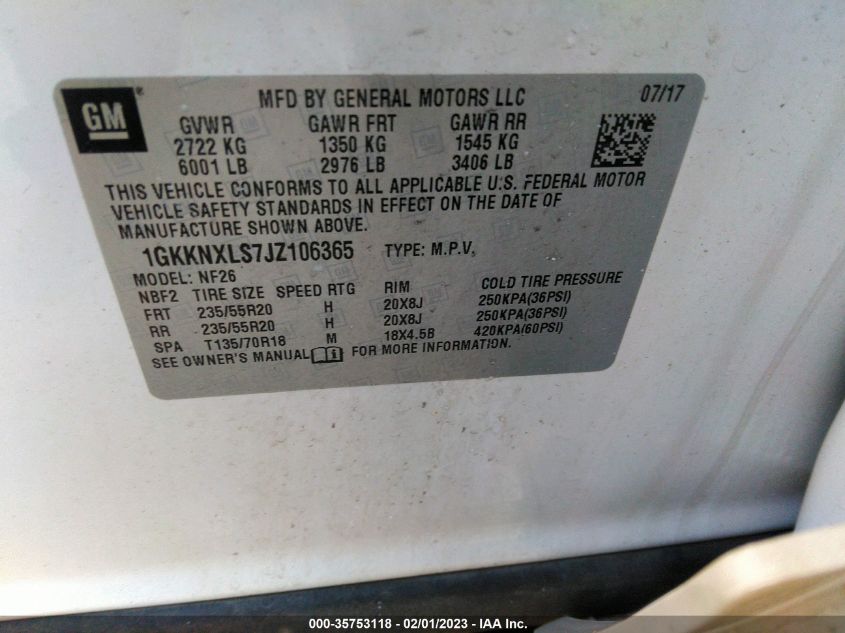 GM® MFD BY GENERAL MOTORS LLC 07/17
GVWR GAWR FRT GAWR RR
2722 KG 1350 KG 1545 KG
6001 LB 2976 LB 3406 LB
THIS VEHICLE CONFORMS TO ALL APPLICABLE U.S. FEDERAL MOTOR
VEHICLE SAFETY STANDARDS IN EFFECT ON THE DATE OF
MANUFACTURE SHOWN ABOVE.
1GKKNXLS7JZ106365 TYPE: M.P.V.
MODEL: NF26
NBF2 TIRE SIZE SPEED RTG RIM COLD TIRE PRESSURE
FRT 235/55R20 H 20X8J 250KPA(36PSI)
RR 235/55R20 H 20X8J 250KPA(36PSI)
SPA T135/70R18 M 18X4.5B 420KPA(60PSI)
SEE OWNER'S MANUAL FOR MORE INFORMATION.
000-35753118 - 02/01/2023 - IAA Inc.